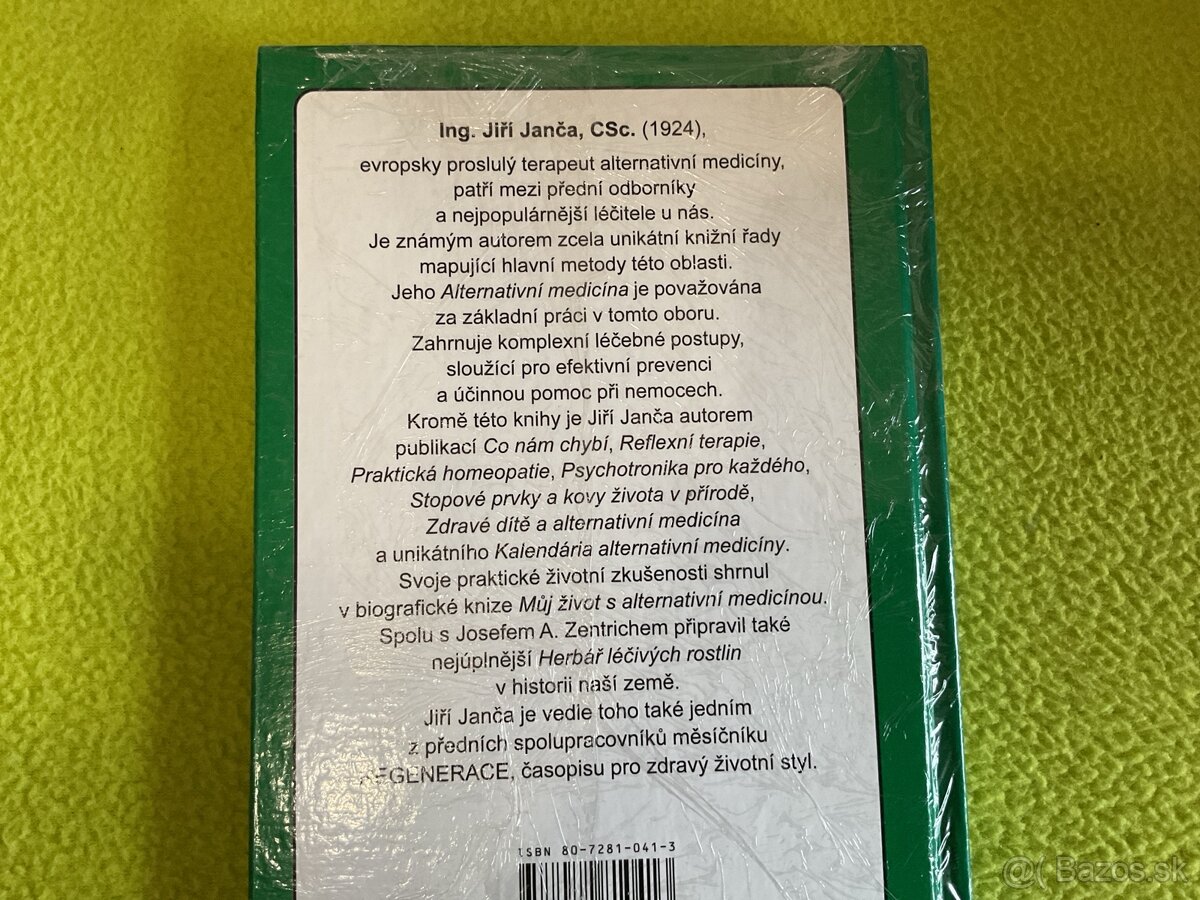 Ing. Jiří Janča, CSc. (1924),
evropsky proslulý terapeut alternativní medicíny,
patří mezi přední odborníky
a nejpopulárnější léčitele u nás.
Je známým autorem zcela unikátní knižní řady
mapující hlavní metody této oblasti.
Jeho Alternativní medicína je považována
za základní práci v tomto oboru.
Zahrnuje komplexní léčebné postupy,
sloužící pro efektivní prevenci
a účinnou pomoc při nemocech.
Kromě této knihy je Jiří Janča autorem
publikací Co nám chybí, Reflexní terapie,
Praktická homeopatie, Psychotronika pro každého,
Stopové prvky a kovy života v přírodě,
Zdravé dítě a alternativní medicína
a unikátního Kalendária alternativní medicíny.
Svoje praktické životní zkušenosti shrnul
v biografické knize Můj život s alternativní medicínou.
Spolu s Josefem A. Zentrichem připravil také
nejúplnější Herbář léčivých rostlin
v historii naší země.
Jiří Janča je vedle toho také jedním
z předních spolupracovníků měsíčníku
REGENERACE, časopisu pro zdravý životní styl.
ISBN 80-7281-041-3
@( Bazos.sk